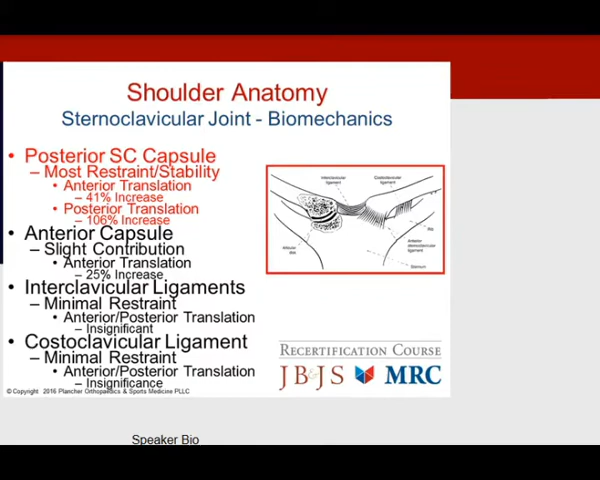 Shoulder Anatomy
Sternoclavicular Joint - Biomechanics
• Posterior SC Capsule
– Most Restraint/Stability
• Anterior Translation
– 41% Increase
• Posterior Translation
– 106% Increase
• Anterior Capsule
– Slight Contribution
• Anterior Translation
– 25% Increase
• Interclavicular Ligaments
– Minimal Restraint
• Anterior/Posterior Translation
– Insignificant
• Costoclavicular Ligament
– Minimal Restraint
• Anterior/Posterior Translation
– Insignificance
Interclavicular
ligament
Costoclavicular
ligament
Articular
disc
Rib
Anterior
sternoclavicular
ligament
Sternum
RECERTIFICATION COURSE
JB&JS MRC
© Copyright 2016 Plancher Orthopaedics & Sports Medicine PLLC
Speaker Bio